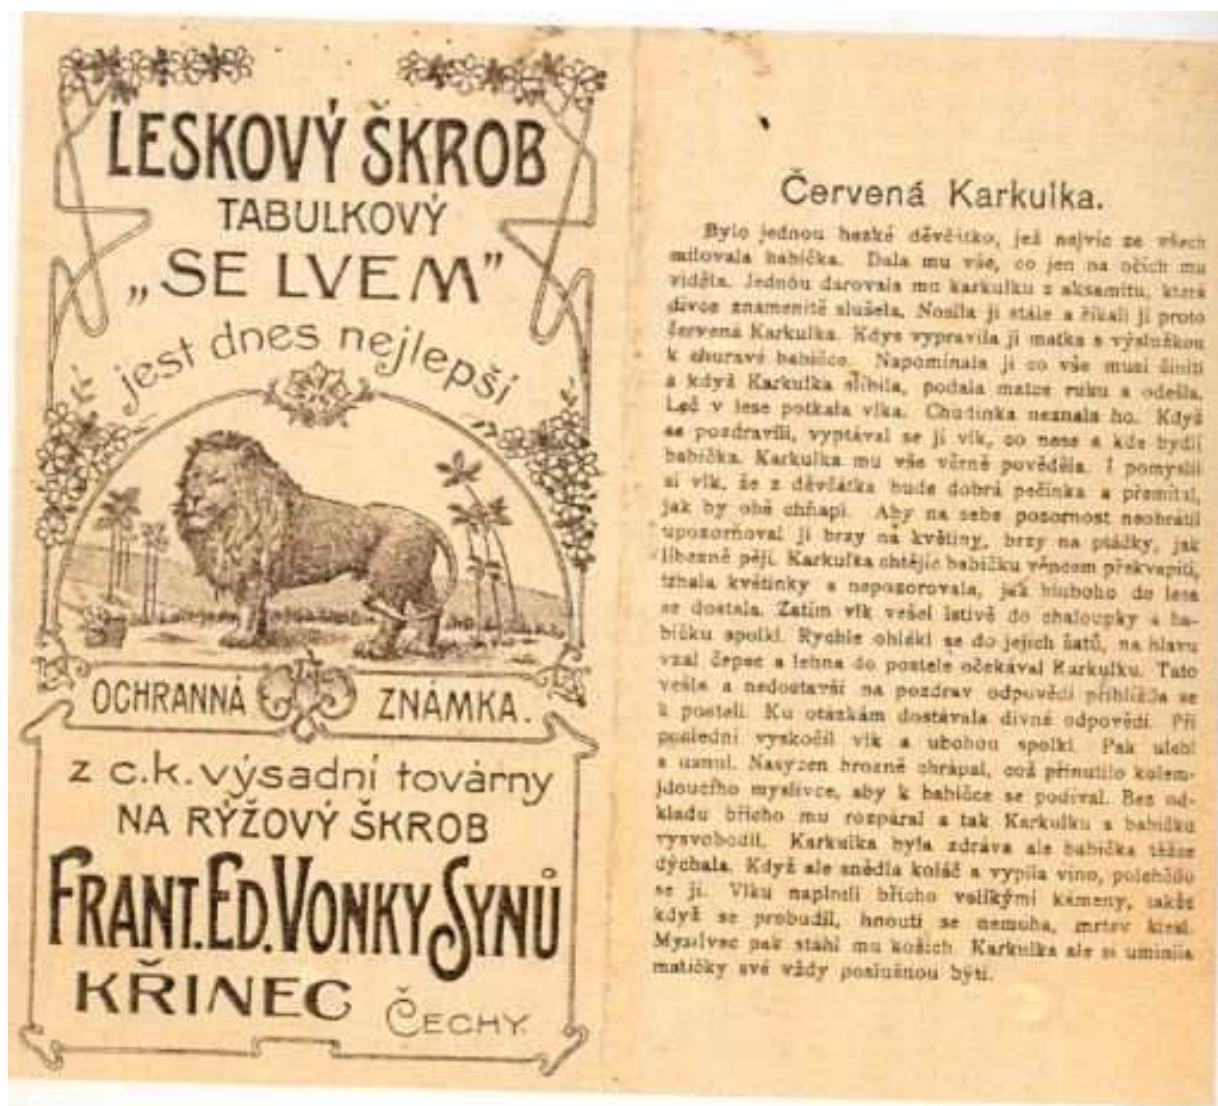 LESKOVÝ ŠKROB
TABULKOVÝ
„SE LVEM”
jest dnes nejlepší
OCHRANNÁ ZNÁMKA.
z c.k. výsadní továrny
NA RÝŽOVÝ ŠKROB
FRANT. ED. VONKY SYNŮ
KŘINEC ČECHY.
Červená Karkulka.
Bylo jednou hezké děvčátko, jež nejvíc ze všech
milovala babička. Dala mu vše, co jen na očích mu
viděla. Jednou darovala mu karkulku z aksamitu, která
dívce znamenitě slušela. Nosila ji stále a říkali jí proto
červená Karkulka. Kdys vypravila ji matka s výslužkou
k churavé babičce. Napomínala ji co vše musí činiti
a když Karkulka slíbila, podala matce ruku a odešla.
Leč v lese potkala vlka. Chudinka neznala ho. Když
se pozdravili, vyptával se jí vlk, co nese a kde bydlí
babička. Karkulka mu vše věrně pověděla. I pomyslil
si vlk, že z děvčátka bude dobrá pečínka a přemítal,
jak by obě chňapl. Aby na sebe pozornost neobrátil
upozorňoval ji brzy na květiny, brzy na ptáčky, jak
líbezně pějí. Karkulka chtějíc babičku věncem překvapiti,
trhala květinky a nepozorovala, jak hluboko do lesa
se dostala. Zatím vlk vešel lstivě do chaloupky a ba-
bičku spolkl. Rychle oblékl se do jejích šatů, na hlavu
vzal čepec a lehna do postele očekával Karkulku. Tato
vešla a nedostavši na pozdrav odpovědi přiblížila se
k posteli. Ku otázkám dostávala divné odpovědi. Při
poslední vyskočil vlk a ubohou spolkl. Pak ulehl
a usnul. Nasycen hrozně chrápal, což přinutilo kolem-
jdoucího myslivce, aby k babičce se podíval. Bez od-
kladu břicho mu rozpáral a tak Karkulku a babičku
vysvobodil. Karkulka byla zdráva ale babička těžce
dýchala. Když ale snědla koláč a vypila víno, polehčilo
se jí. Vlku naplnili břicho velikými kameny, takže
když se probudil, hnouti se nemoha, mrtev klesl.
Myslivec pak stáhl mu kožich. Karkulka ale si umínila
matičky své vždy poslušnou býti.